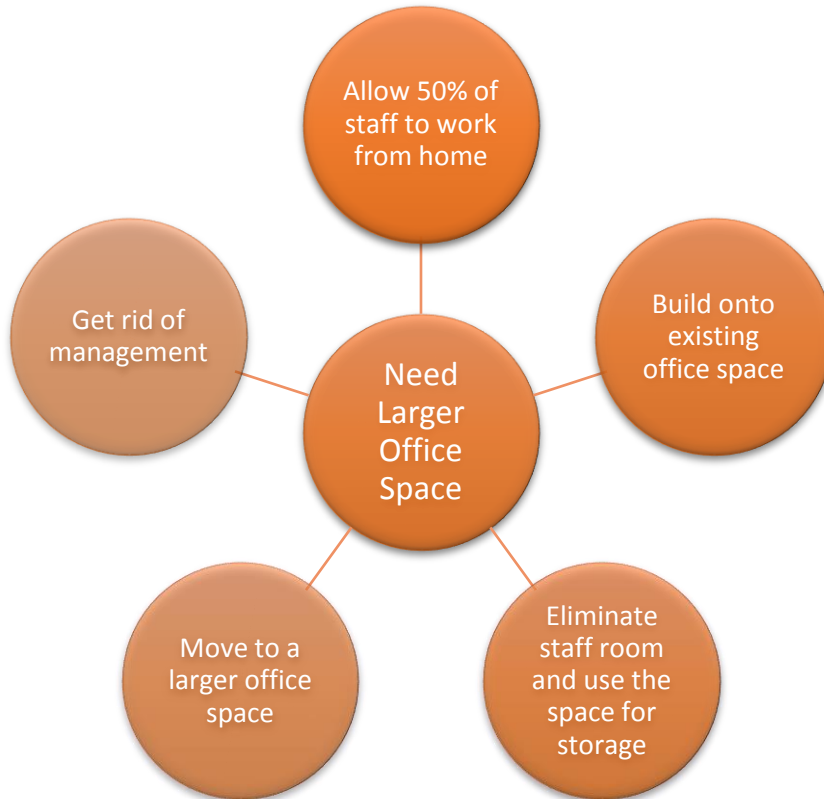 Allow 50% of
staff to work
from home
Get rid of
management
Build onto
existing
office space
Need
Larger
Office
Space
Move to a
larger office
space
Eliminate
staff room
and use the
space for
storage